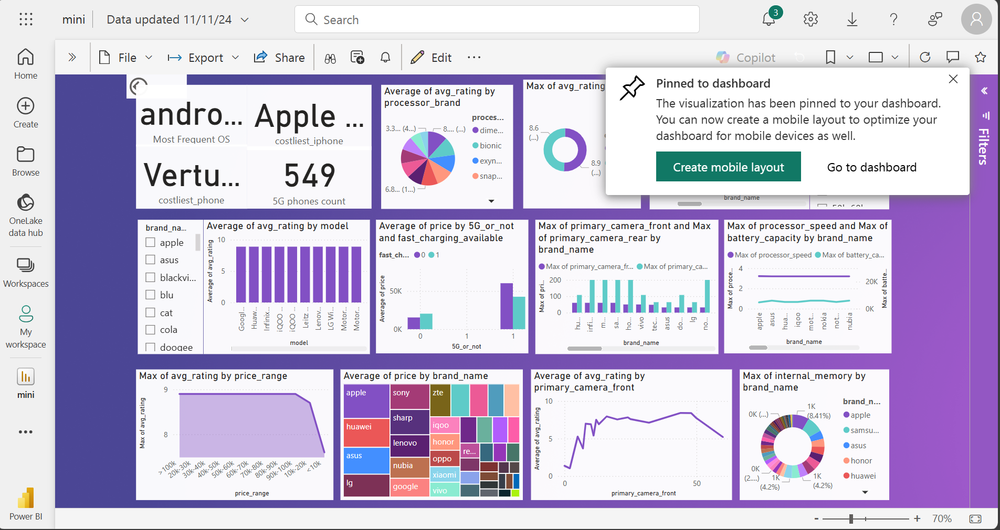 mini
Data updated 11/11/24
Search
3
File
Export
Share
Edit
Copilot
Home
Create
Browse
OneLake
data hub
Workspaces
My
workspace
mini
Power BI
Pinned to dashboard
The visualization has been pinned to your dashboard.
You can now create a mobile layout to optimize your
dashboard for mobile devices as well.
Create mobile layout
Go to dashboard
Filters
andro...
Most Frequent OS
Apple ...
costliest_iphone
Vertu...
costliest_phone
549
5G phones count
Average of avg_rating by
processor_brand
proces...
3.3... (4...)
8.... (...)
6.8... (1...)
dime...
bionic
exyn...
snap...
Max of avg_rating
8.6
(...)
8.9
(...)
brand_name
brand_na...
apple
asus
blackvi...
blu
cat
cola
doogee
Average of avg_rating by model
Average of avg_rating
10
5
0
Googl...
Huaw...
Infinix...
iQOO ...
iQOO ...
Leitz ...
Lenov...
LG Wi...
Motor...
Motor...
model
Average of price by 5G_or_not
and fast_charging_available
fast_ch...
0
1
Average of price
50K
0K
0
1
1
5G_or_not
Max of primary_camera_front and Max
of primary_camera_rear by
brand_name
Max of primary_camera_fr...
Max of primary_ca...
Max of pri...
200
100
0
hu...
infi...
m...
sa...
ho...
vivo
tec...
asus
do...
lg
no...
brand_name
Max of processor_speed and Max of
battery_capacity by brand_name
Max of processor_speed
Max of battery_ca...
Max of proce...
4
2
0
20K
0K
Max of batte...
apple
asus
hua...
iqoo
mot...
nokia
not...
nubia
brand_name
Max of avg_rating by price_range
Max of avg_rating
9
8
>100k
20k-30k
30k-40k
40k-50k
50k-60k
60k-70k
70k-80k
80k-90k
90k-100k
10k-20k
<10k
price_range
Average of price by brand_name
apple
huawei
asus
lg
sony
sharp
lenovo
nubia
google
zte
iqoo
honor
oppo
xiaomi
vivo
re...
Average of avg_rating by
primary_camera_front
Average of avg_rating
10
5
0
0
50
primary_camera_front
Max of internal_memory by
brand_name
brand_n...
0K (...)
1K
(8.41%)
0K
(2....)
1K
(4.2%)
1K
(4.2%)
apple
samsu...
asus
honor
huawei
-
+
70%